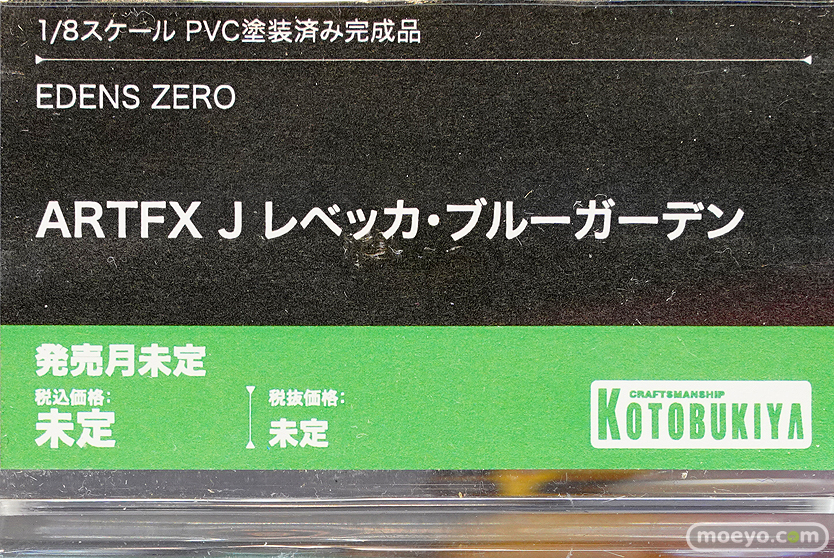 1/8スケール PVC塗装済み完成品
EDENS ZERO
ARTFX J レベッカ・ブルーガーデン
発売月未定
税込価格:
未定
税抜価格:
未定
CRAFTSMANSHIP
KOTOBUKIYA
moeyo.com